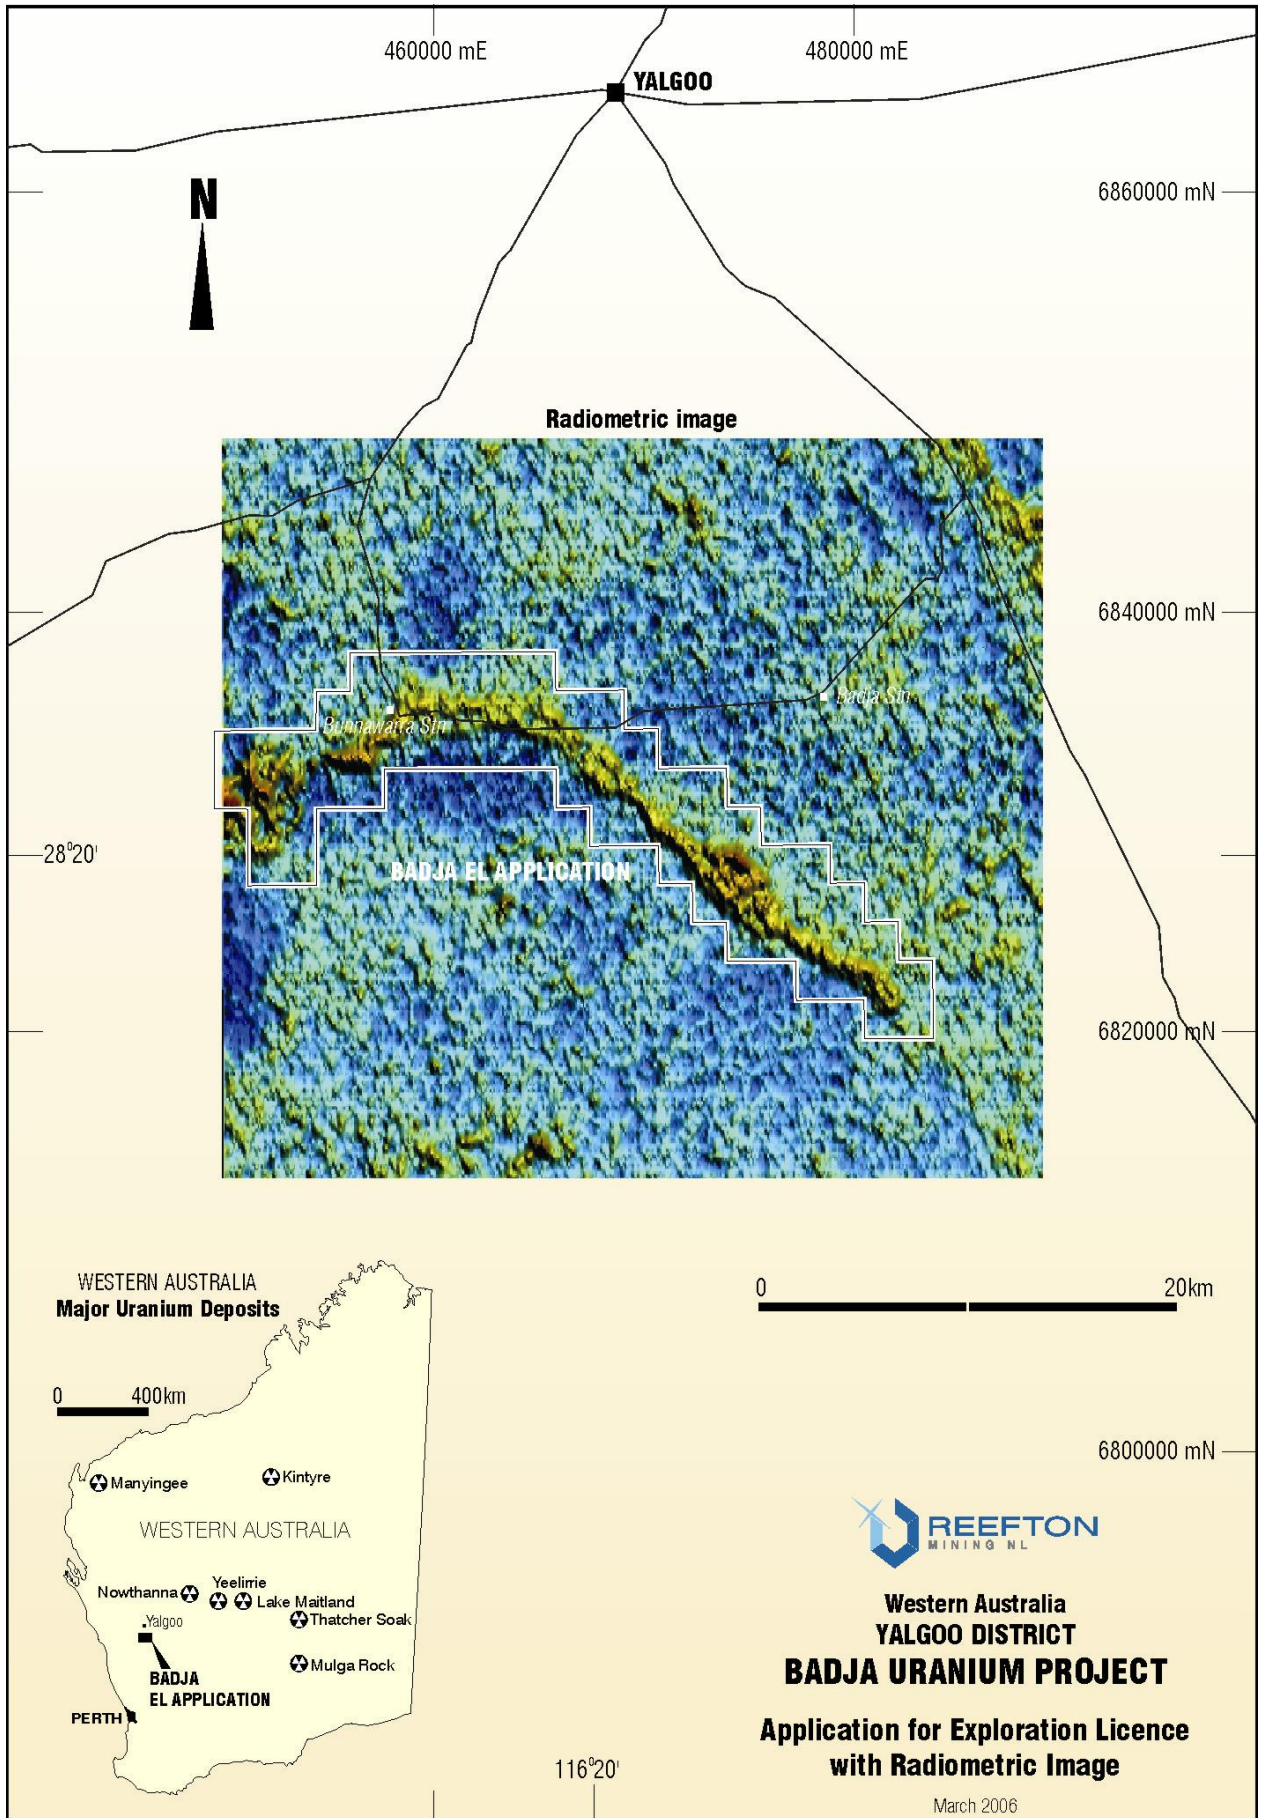 460000 mE
480000 mE
YALGOO
N
6860000 mN
Radiometric image
6840000 mN
Badja Stn
Bunnawarra Stn
28°20'
BADJA EL APPLICATION
6820000 mN
WESTERN AUSTRALIA
Major Uranium Deposits
0 20km
0 400km
6800000 mN
Manyingee
Kintyre
WESTERN AUSTRALIA
REEFTON
MINING NL
Nowthanna
Yeelirrie
Lake Maitland
Thatcher Soak
Yalgoo
Mulga Rock
BADJA
EL APPLICATION
PERTH
Western Australia
YALGOO DISTRICT
BADJA URANIUM PROJECT
Application for Exploration Licence
with Radiometric Image
116°20'
March 2006